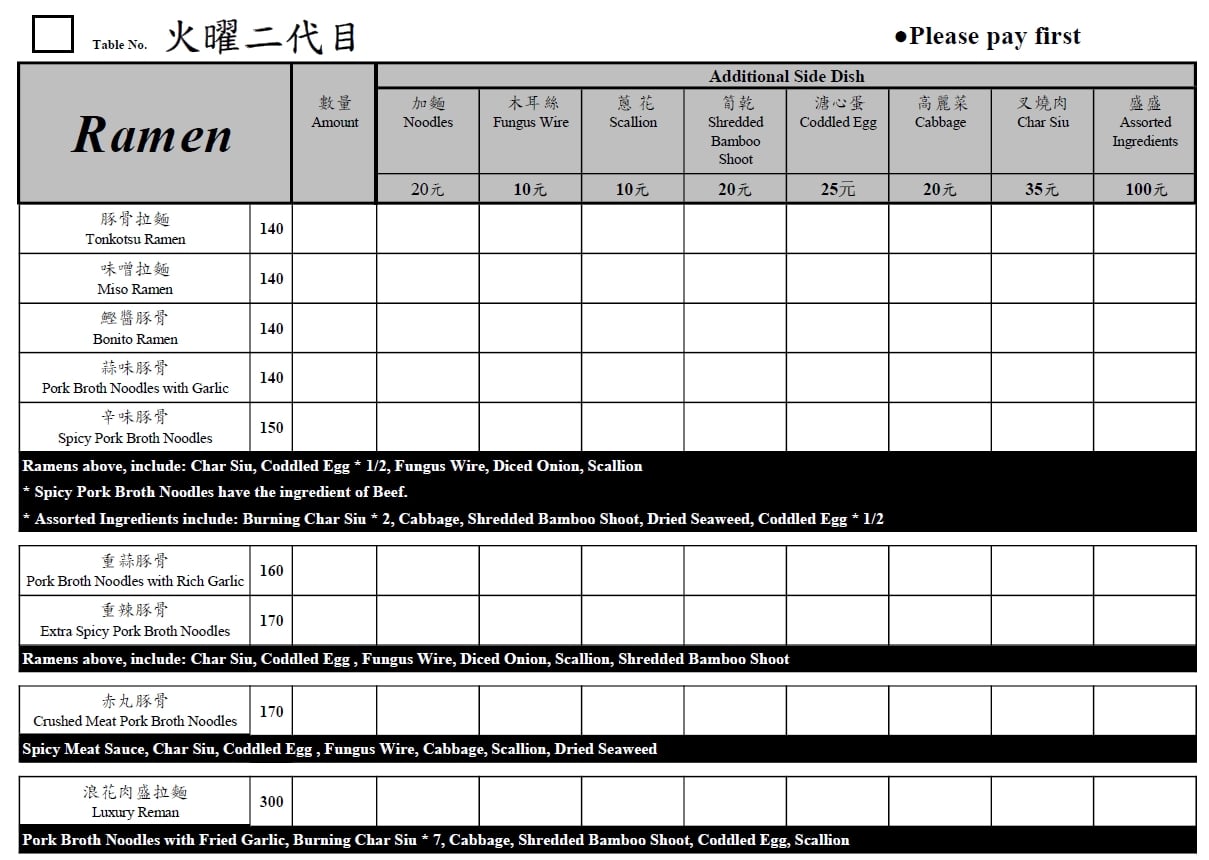 Table No. 火曜二代目 ●Please pay first
Ramen
數量
Amount
Additional Side Dish
加麵
Noodles
20元
木耳絲
Fungus Wire
10元
蔥花
Scallion
10元
筍乾
Shredded
Bamboo
Shoot
20元
溏心蛋
Coddled Egg
25元
高麗菜
Cabbage
20元
叉燒肉
Char Siu
35元
盛盛
Assorted
Ingredients
100元
豚骨拉麵
Tonkotsu Ramen
140
味噌拉麵
Miso Ramen
140
鰹醬豚骨
Bonito Ramen
140
蒜味豚骨
Pork Broth Noodles with Garlic
140
辛味豚骨
Spicy Pork Broth Noodles
150
Ramens above, include: Char Siu, Coddled Egg * 1/2, Fungus Wire, Diced Onion, Scallion
* Spicy Pork Broth Noodles have the ingredient of Beef.
* Assorted Ingredients include: Burning Char Siu * 2, Cabbage, Shredded Bamboo Shoot, Dried Seaweed, Coddled Egg * 1/2
重蒜豚骨
Pork Broth Noodles with Rich Garlic
160
重辣豚骨
Extra Spicy Pork Broth Noodles
170
Ramens above, include: Char Siu, Coddled Egg , Fungus Wire, Diced Onion, Scallion, Shredded Bamboo Shoot
赤丸豚骨
Crushed Meat Pork Broth Noodles
170
Spicy Meat Sauce, Char Siu, Coddled Egg , Fungus Wire, Cabbage, Scallion, Dried Seaweed
浪花肉盛拉麵
Luxury Reman
300
Pork Broth Noodles with Fried Garlic, Burning Char Siu * 7, Cabbage, Shredded Bamboo Shoot, Coddled Egg, Scallion